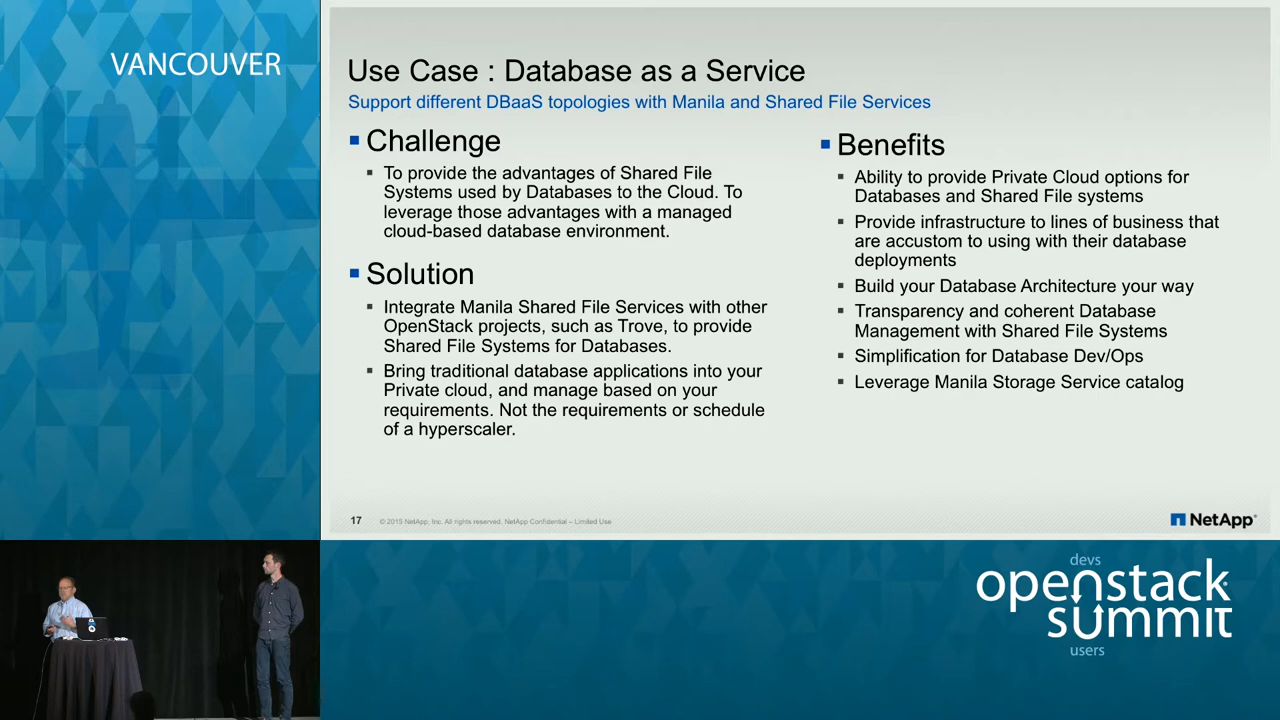 VANCOUVER
Use Case : Database as a Service
Support different DBaaS topologies with Manila and Shared File Services
Challenge
To provide the advantages of Shared File
Systems used by Databases to the Cloud. To
leverage those advantages with a managed
cloud-based database environment.
Solution
Integrate Manila Shared File Services with other
OpenStack projects, such as Trove, to provide
Shared File Systems for Databases.
Bring traditional database applications into your
Private cloud, and manage based on your
requirements. Not the requirements or schedule
of a hyperscaler.
Benefits
Ability to provide Private Cloud options for
Databases and Shared File systems
Provide infrastructure to lines of business that
are accustom to using with their database
deployments
Build your Database Architecture your way
Transparency and coherent Database
Management with Shared File Systems
Simplification for Database Dev/Ops
Leverage Manila Storage Service catalog
17 © 2015 NetApp, Inc. All rights reserved. NetApp Confidential – Limited Use
NetApp
devs
openstack
summit
users